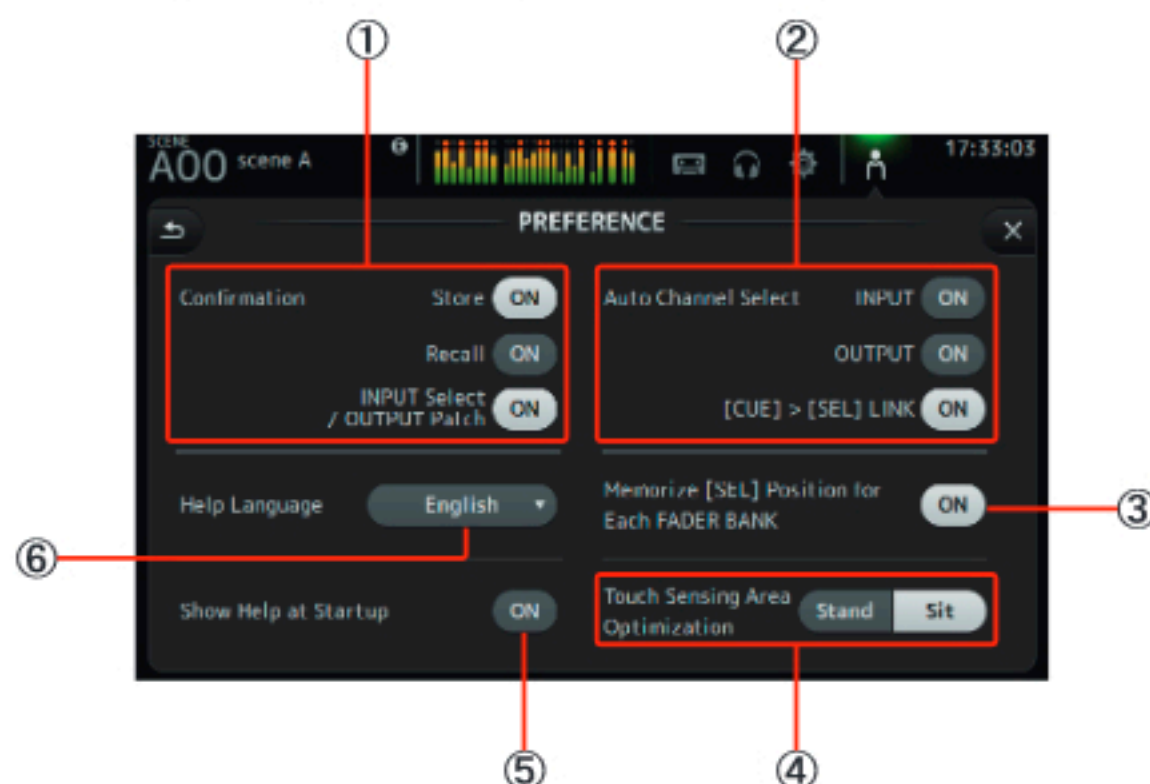 ① ②
SCENE
A00 scene A 17:33:03
PREFERENCE
Confirmation Store ON
Recall ON
INPUT Select
/ OUTPUT Patch ON
Auto Channel Select INPUT ON
OUTPUT ON
[CUE] > [SEL] LINK ON
Help Language English
Memorize [SEL] Position for
Each FADER BANK ON
③
⑥
Show Help at Startup ON
Touch Sensing Area
Optimization Stand Sit
⑤ ④